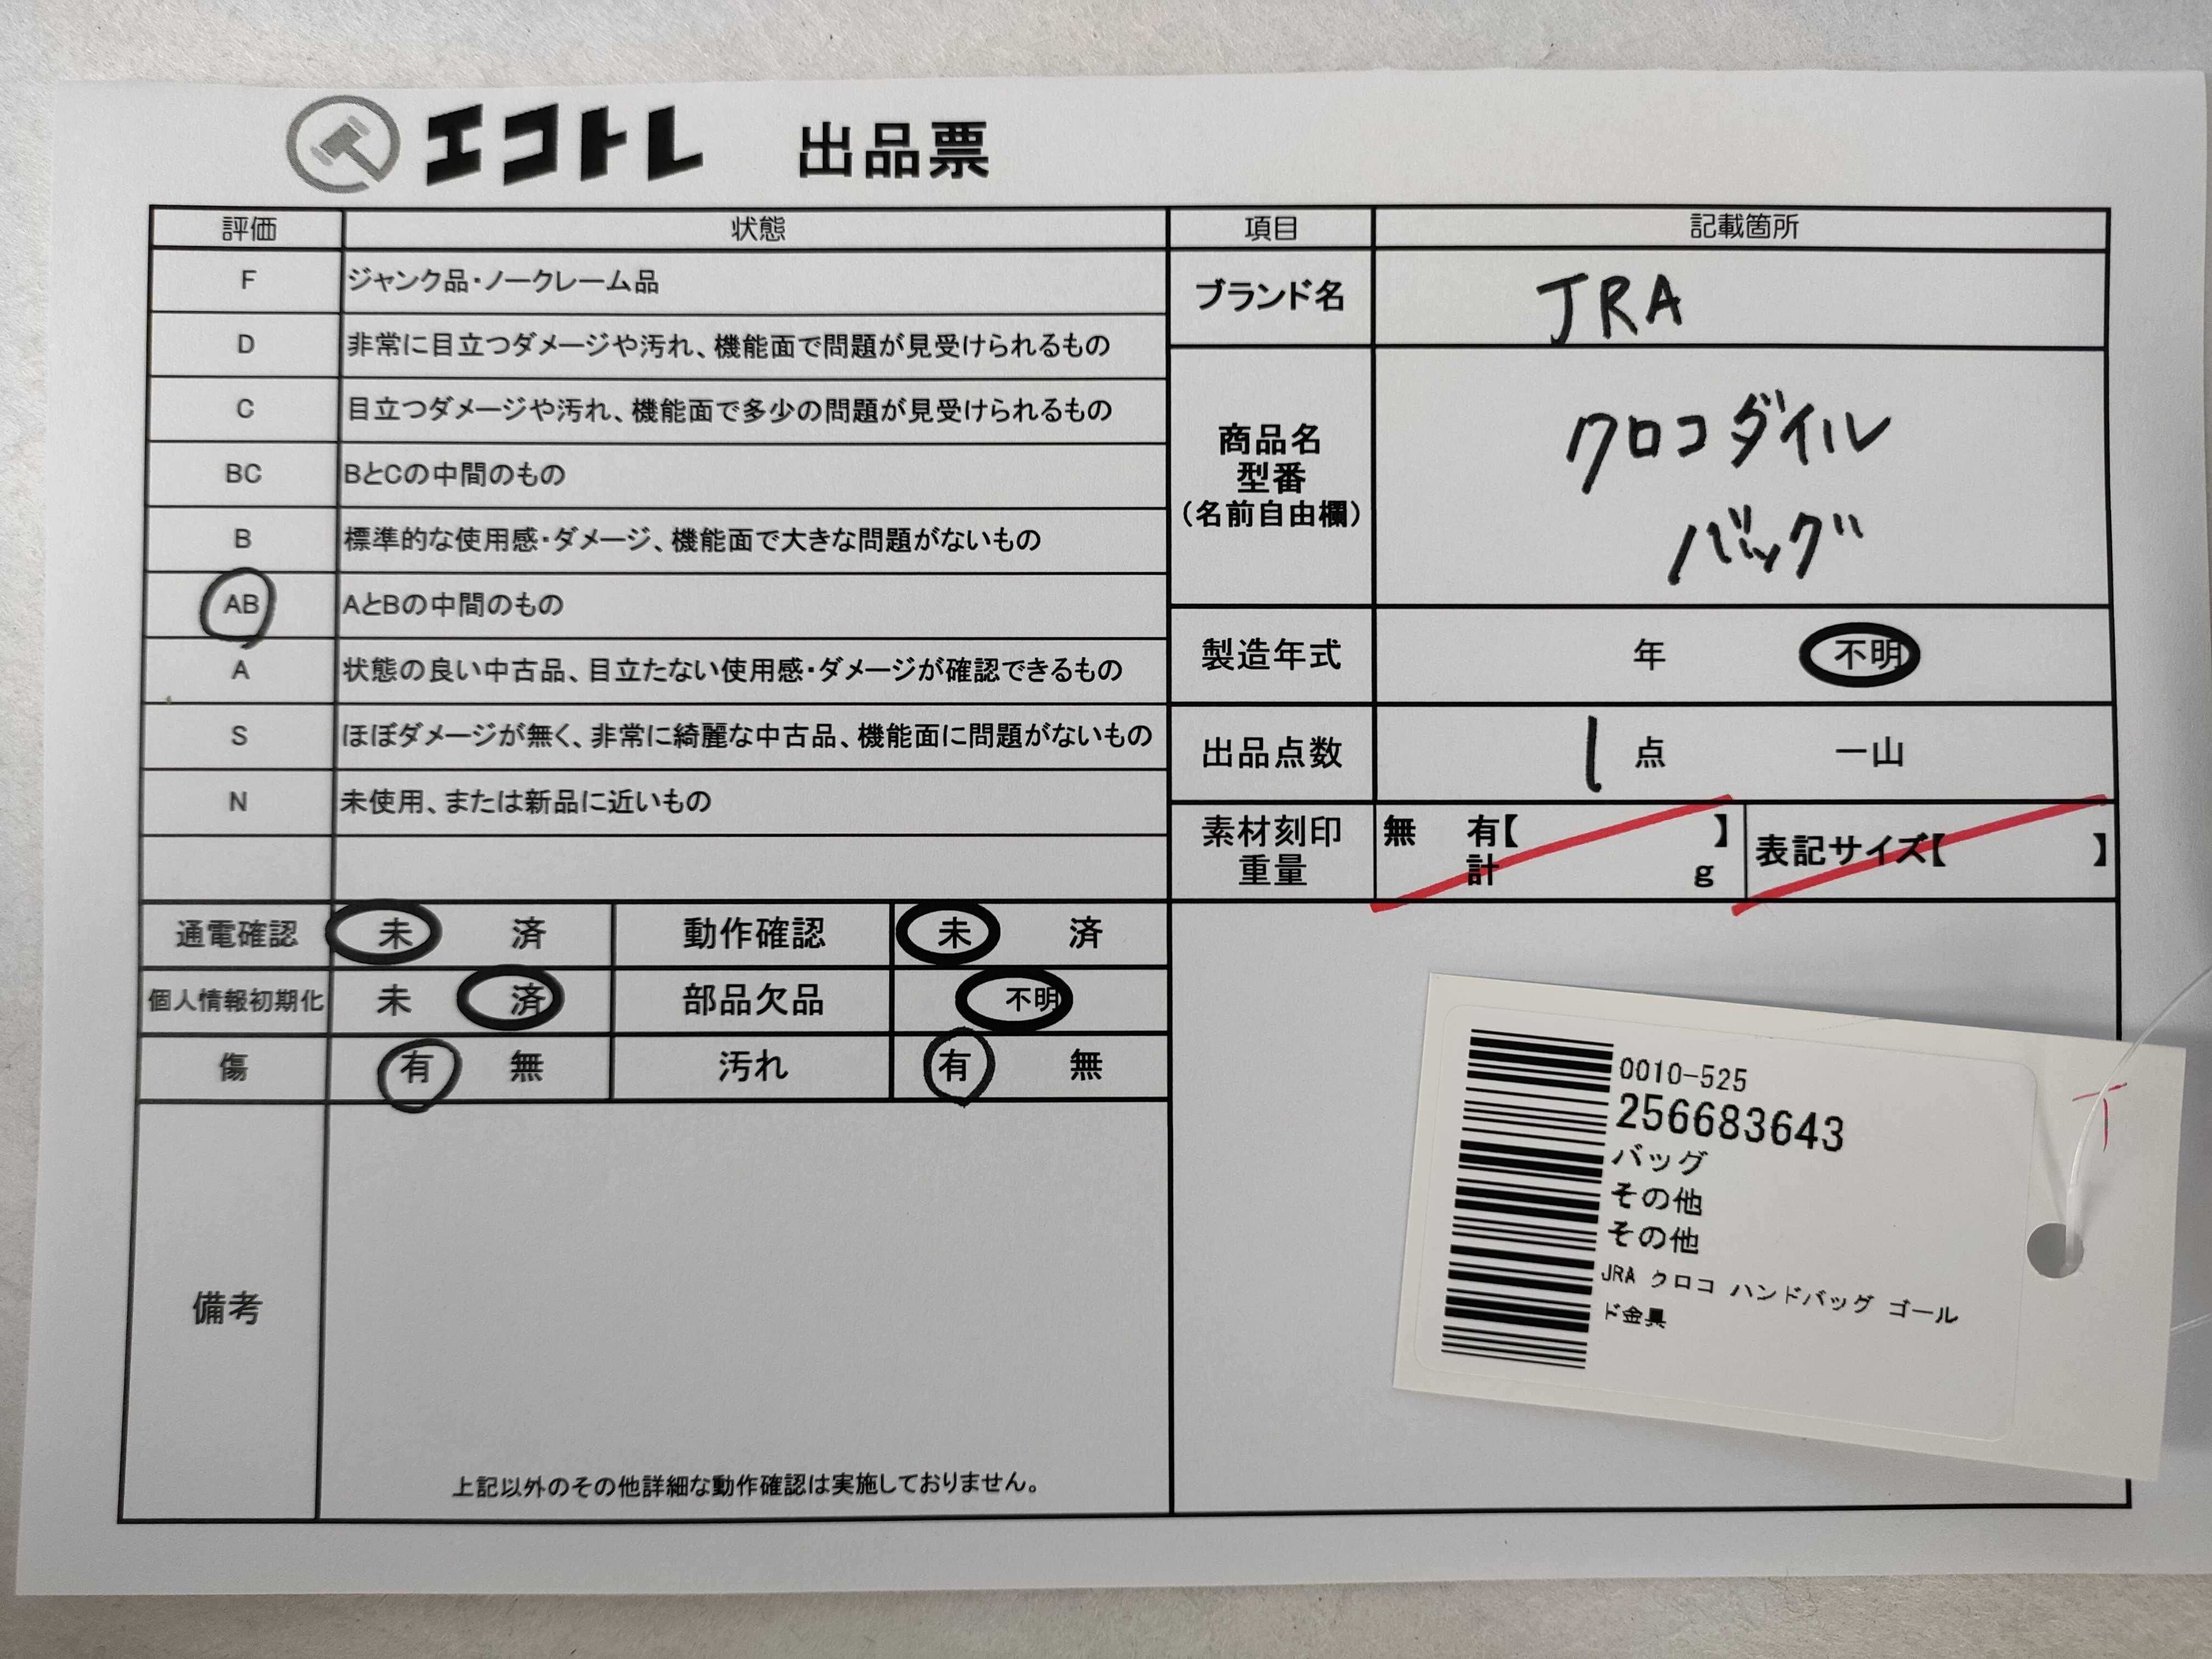 エコトレ 出品票
評価 状態 項目 記載箇所
F ジャンク品・ノークレーム品
D 非常に目立つダメージや汚れ、機能面で問題が見受けられるもの
C 目立つダメージや汚れ、機能面で多少の問題が見受けられるもの
BC BとCの中間のもの
B 標準的な使用感・ダメージ、機能面で大きな問題がないもの
AB AとBの中間のもの
A 状態の良い中古品、目立たない使用感・ダメージが確認できるもの
S ほぼダメージが無く、非常に綺麗な中古品、機能面に問題がないもの
N 未使用、または新品に近いもの
通電確認 未 済 動作確認 未 済
個人情報初期化 未 済 部品欠品 不明
傷 有 無 汚れ 有 無
備考
上記以外のその他詳細な動作確認は実施しておりません。
ブランド名 JRA
商品名
型番
(名前自由欄)
クロコダイル
バッグ
製造年式 年 不明
出品点数 1 点 一山
素材刻印 無 有【 】
重量 計 g
表記サイズ【 】
0010-525
256683643
バッグ
その他
その他
JRA クロコ ハンドバッグ ゴール
ド金具